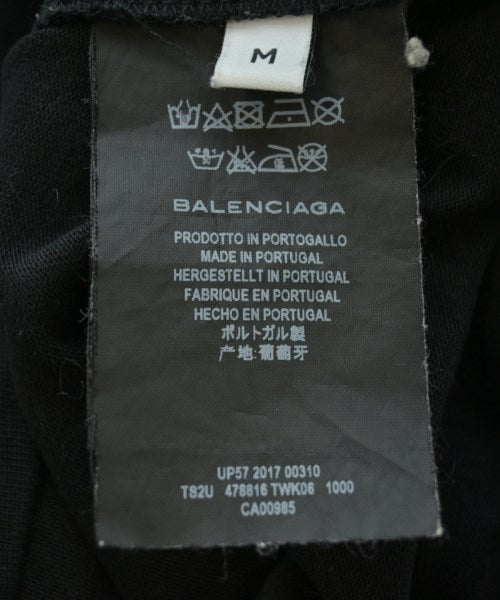 M
BALENCIAGA
PRODOTTO IN PORTOGALLO
MADE IN PORTUGAL
HERGESTELLT IN PORTUGAL
FABRIQUE EN PORTUGAL
HECHO EN PORTUGAL
ポルトガル製
产地:葡萄牙
UP57 2017 00310
TS2U 478816 TWK06 1000
CA00985